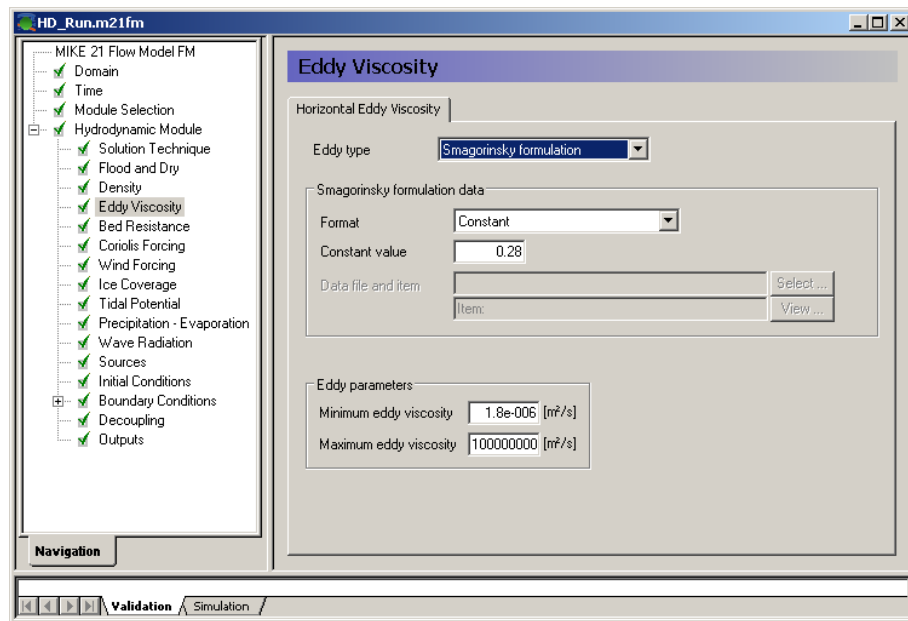 HD_Run.m21fm
MIKE 21 Flow Model FM
Domain
Time
Module Selection
Hydrodynamic Module
Solution Technique
Flood and Dry
Density
Eddy Viscosity
Bed Resistance
Coriolis Forcing
Wind Forcing
Ice Coverage
Tidal Potential
Precipitation - Evaporation
Wave Radiation
Sources
Initial Conditions
Boundary Conditions
Decoupling
Outputs
Navigation
Eddy Viscosity
Horizontal Eddy Viscosity
Eddy type Smagorinsky formulation
Smagorinsky formulation data
Format Constant
Constant value 0.28
Data file and item Select ...
Item: View ...
Eddy parameters
Minimum eddy viscosity 1.8e-006 [m²/s]
Maximum eddy viscosity 100000000 [m²/s]
Validation Simulation